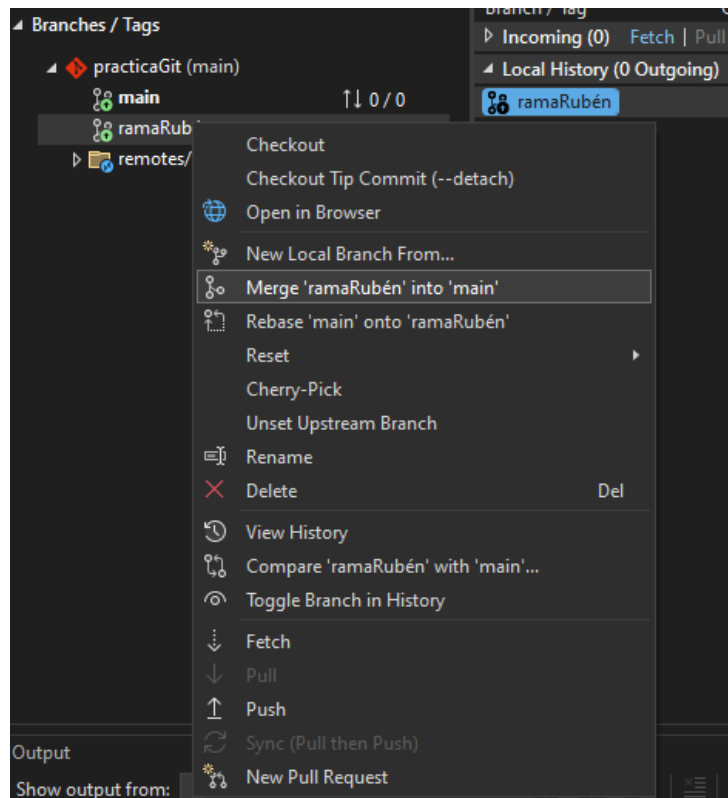 Branches / Tags
Branch / Tag
Incoming (0) Fetch | Pull
practicaGit (main)
Local History (0 Outgoing)
main 0 / 0
ramaRubén
ramaRub
remotes/
Checkout
Checkout Tip Commit (--detach)
Open in Browser
New Local Branch From...
Merge 'ramaRubén' into 'main'
Rebase 'main' onto 'ramaRubén'
Reset
Cherry-Pick
Unset Upstream Branch
Rename
Delete Del
View History
Compare 'ramaRubén' with 'main'...
Toggle Branch in History
Fetch
Pull
Push
Sync (Pull then Push)
New Pull Request
Output
Show output from: